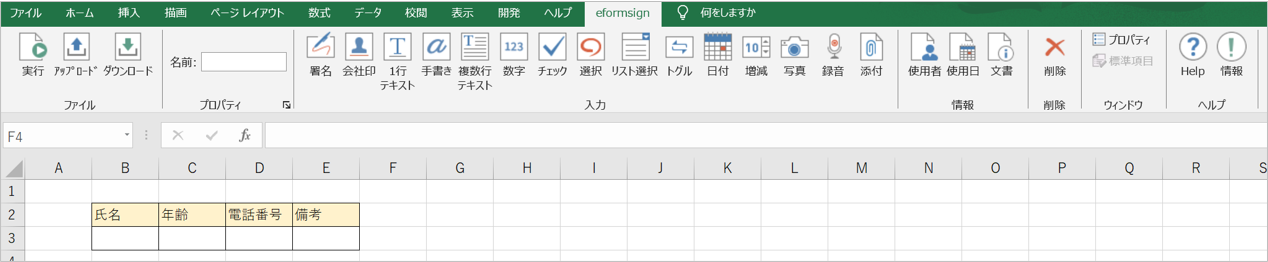 ファイル ホーム 挿入 描画 ページ レイアウト 数式 データ 校閲 表示 開発 ヘルプ eformsign 何をしますか
実行 アップロード ダウンロード 名前: 署名 会社印 1行 テキスト 手書き 複数行 テキスト 数字 チェック 選択 リスト選択 トグル 日付 増減 写真 録音 添付 使用者 使用日 文書 削除 プロパティ 標準項目 Help 情報
ファイル プロパティ 入力 情報 削除 ウィンドウ ヘルプ
F4 fx
A B C D E F G H I J K L M N O P Q R S
1
2 氏名 年齢 電話番号 備考
3
4